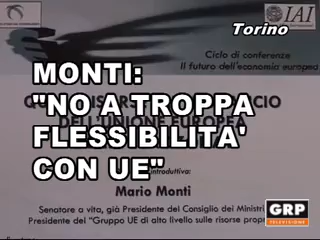 Torino
IAI
Ciclo di conferenze
Il futuro dell'economia europea
MONTI:
"NO A TROPPA
FLESSIBILITA'
CON UE"
DELL'UNIONE EUROPEA
introduttiva:
Mario Monti
Senatore a vita, già Presidente del Consiglio dei Ministri
Presidente del "Gruppo UE di alto livello sulle risorse propri
GRP
TELEVISIONE